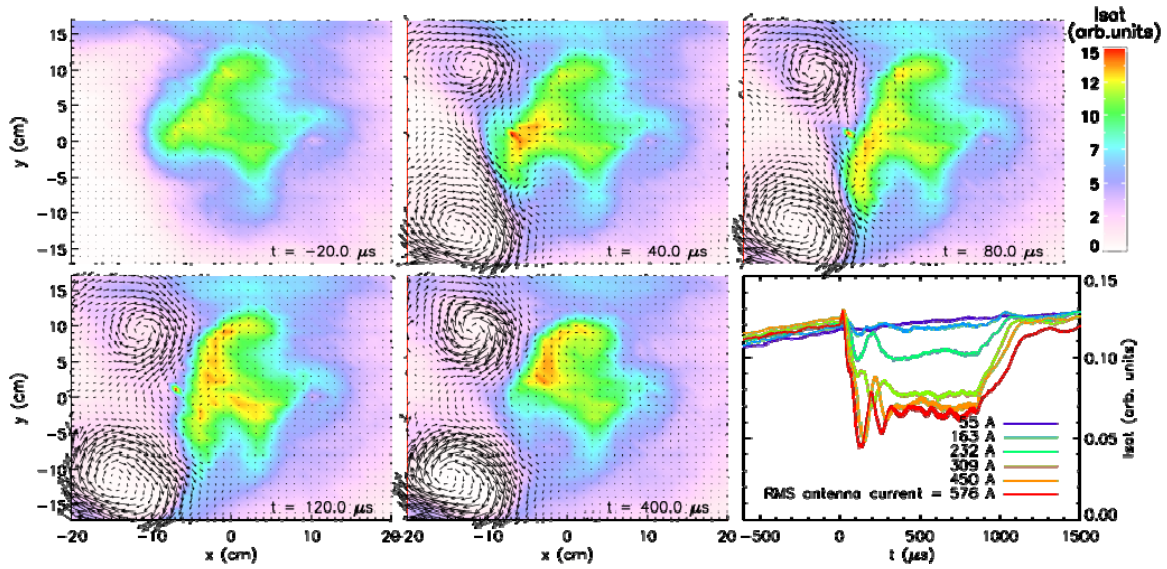 Isat
(arb.units)
15
10
5
0
-5
-10
-15
y (cm)
t = -20.0 µs
t = 40.0 µs
t = 80.0 µs
15
12
10
7
5
2
0
15
10
5
0
-5
-10
-15
y (cm)
t = 120.0 µs
t = 400.0 µs
0.15
0.10
0.05
0.00
Isat (arb. units)
55 A
163 A
232 A
309 A
450 A
RMS antenna current = 576 A
-20 -10 0 10 20
x (cm)
-10 0 10 20
x (cm)
-500 0 500 1000 1500
t (µs)